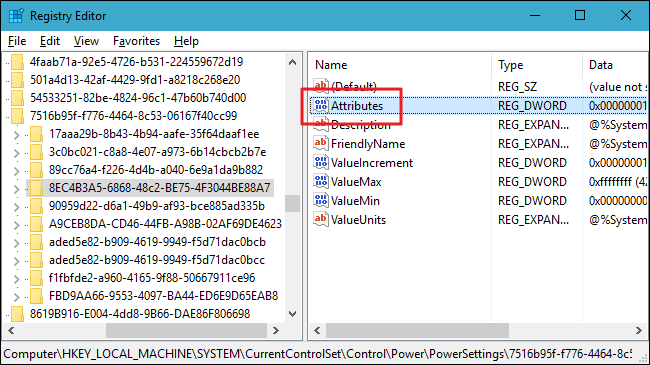 Registry Editor
File Edit View Favorites Help
4faab71a-92e5-4726-b531-224559672d19
501a4d13-42af-4429-9fd1-a8218c268e20
54533251-82be-4824-96c1-47b60b740d00
7516b95f-f776-4464-8c53-06167f40cc99
17aaa29b-8b43-4b94-aafe-35f64daaf1ee
3c0bc021-c8a8-4e07-a973-6b14cbcb2b7e
89cc76a4-f226-4d4b-a040-6e9a1da9b882
8EC4B3A5-6868-48c2-BE75-4F3044BE88A7
90959d22-d6a1-49b9-af93-bce885ad335b
A9CEB8DA-CD46-44FB-A98B-02AF69DE4623
aded5e82-b909-4619-9949-f5d71dac0bcb
aded5e82-b909-4619-9949-f5d71dac0bcc
f1fbfde2-a960-4165-9f88-50667911ce96
FBD9AA66-9553-4097-BA44-ED6E9D65EAB8
8619B916-E004-4dd8-9B66-DAE86F806698
Name Type Data
(Default) REG_SZ (value not s
Attributes REG_DWORD 0x00000001
Description REG_EXPAN... @%System
FriendlyName REG_EXPAN... @%System
ValueIncrement REG_DWORD 0x00000001
ValueMax REG_DWORD 0xffffffff (42
ValueMin REG_DWORD 0x00000000
ValueUnits REG_EXPAN... @%System
Computer\HKEY_LOCAL_MACHINE\SYSTEM\CurrentControlSet\Control\Power\PowerSettings\7516b95f-f776-4464-8c5